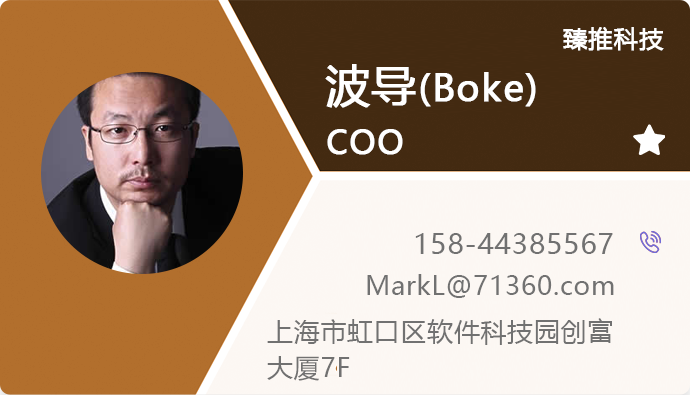 臻推科技
波导(Boke)
COO
158-44385567
MarkL@71360.com
上海市虹口区软件科技园创富
大厦7F